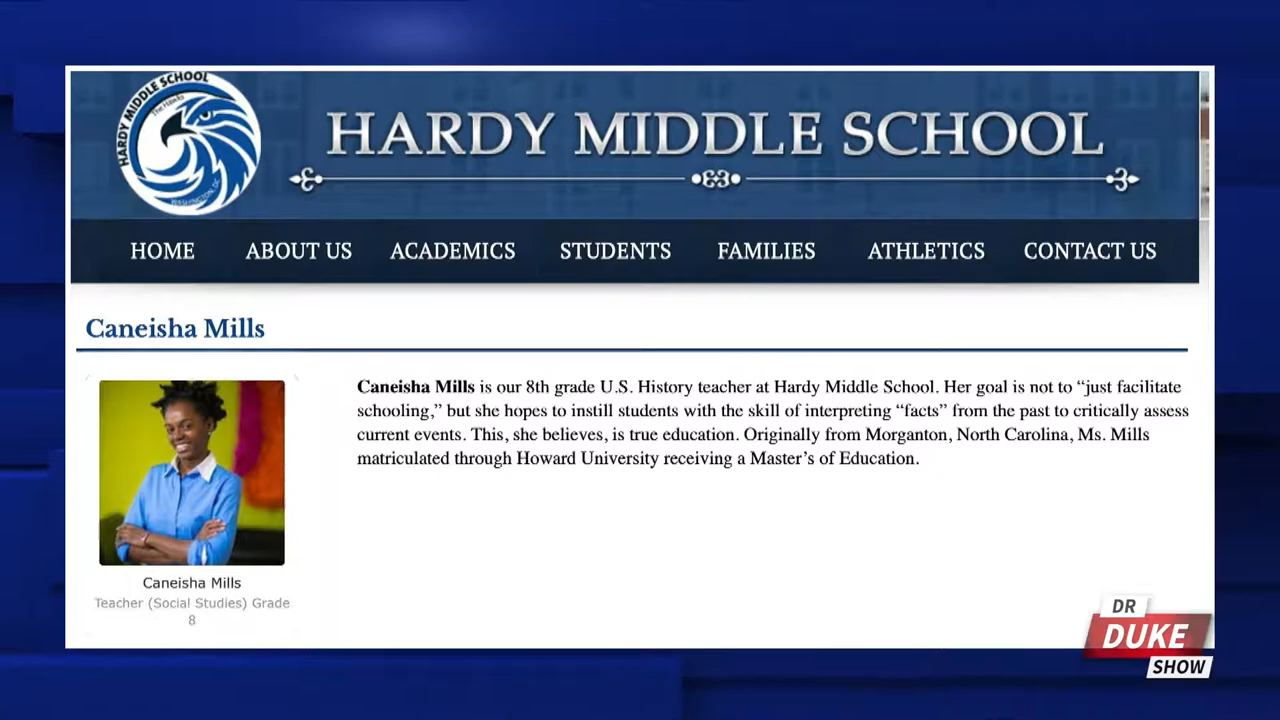 HARDY MIDDLE SCHOOL
The Hawks
WASHINGTON, DC
HARDY MIDDLE SCHOOL
HOME ABOUT US ACADEMICS STUDENTS FAMILIES ATHLETICS CONTACT US
Caneisha Mills
Caneisha Mills is our 8th grade U.S. History teacher at Hardy Middle School. Her goal is not to “just facilitate
schooling,” but she hopes to instill students with the skill of interpreting “facts” from the past to critically assess
current events. This, she believes, is true education. Originally from Morganton, North Carolina, Ms. Mills
matriculated through Howard University receiving a Master’s of Education.
Caneisha Mills
Teacher (Social Studies) Grade
8
DR
DUKE
SHOW